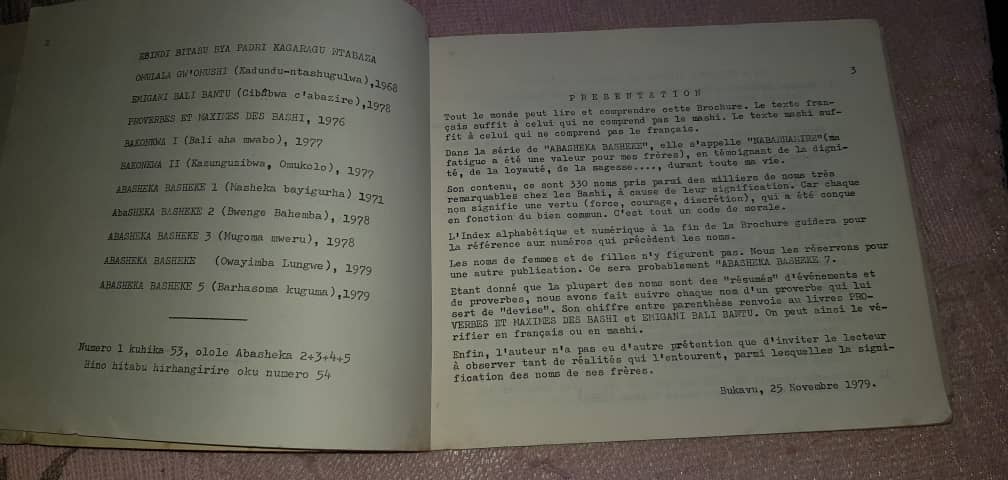 2
EBINDI BITABU BYA PADRI KAGARAGU NTABAZA
OMULALA GW'OMUSHI (Kadundu-ntashugulwa),1968
EMIGANI BALI BANTU (Cibâbwa c'abazire),1978
PROVERBES ET MAXIMES DES BASHI, 1976
BAKONKWA I (Bali aha mwabo), 1977
BAKONKWA II (Kazunguzibwa, Omukolo), 1977
ABASHEKA BASHEKE 1 (Nasheka bayigurha) 1971
AbASHEKA BASHEKE 2 (Bwenge Bahemba), 1978
ABASHEKA BASHEKE 3 (Mugoma mweru), 1978
ABASHEKA BASHEKE (Owayimba Lungwe), 1979
ABASHEKA BASHEKE 5 (Barhasoma kuguma),1979
Numero 1 kuhika 53, olole Abasheka 2+3+4+5
Hino hitabu hirhangirire oku numero 54
3
PRESENTATION
Tout le monde peut lire et comprendre cette Brochure. Le texte fran-
çais suffit à celui qui ne comprend pas le mashi. Le texte mashi suf-
fit à celui qui ne comprend pas le français.
Dans la série de "ABASHEKA BASHEKE", elle s'appelle "NABANHAMIRE"(ma
fatigue a été une valeur pour mes frères), en témoignant de la digni-
té, de la loyauté, de la sagesse...., durant toute ma vie.
Son contenu, ce sont 330 noms pris parmi des milliers de noms très
remarquables chez les Bashi, à cause de leur signification. Car chaque
nom signifie une vertu (force, courage, discrétion), qui a été conçue
en fonction du bien commun. C'est tout un code de morale.
L'Index alphabétique et numérique à la fin de la Brochure guidera pour
la référence aux numéros qui précèdent les noms.
Les noms de femmes et de filles n'y figurent pas. Nous les réservons pour
une autre publication. Ce sera probablement "ABASHEKA BASHEKE 7.
Etant donné que la plupart des noms sont des "résumés" d'événements et
de proverbes, nous avons fait suivre chaque nom d'un proverbe qui lui
sert de "devise". Son chiffre entre parenthèse renvoie au livres PRO-
VERBES ET MAXIMES DES BASHI et EMIGANI BALI BANTU. On peut ainsi le vé-
rifier en français ou en mashi.
Enfin, l'auteur n'a pas eu d'autre prétention que d'inviter le lecteur
à observer tant de réalités qui l'entourent, parmi lesquelles la signi-
fication des noms de ses frères.
Bukavu, 25 Novembre 1979.